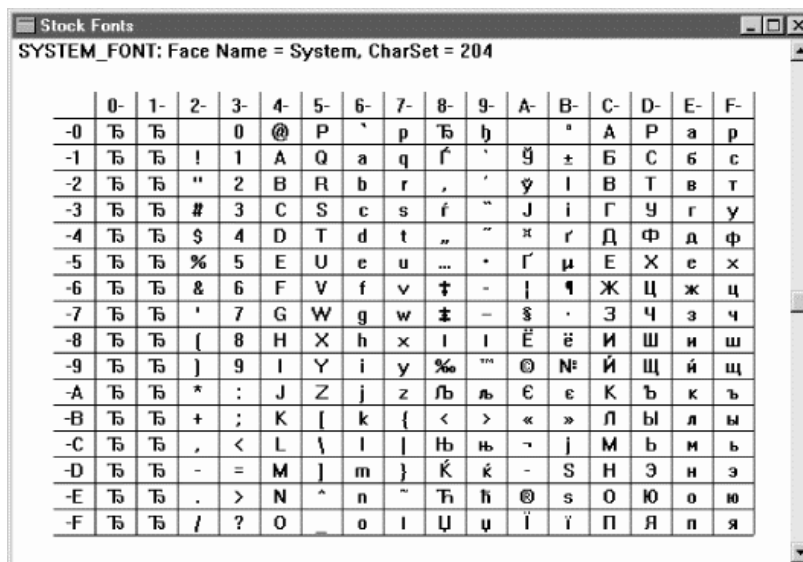 Stock Fonts
SYSTEM_FONT: Face Name = System, CharSet = 204
0- 1- 2- 3- 4- 5- 6- 7- 8- 9- A- B- C- D- E- F-
-0 Ђ Ђ 0 @ P ` p Ђ ђ ° А Р а р
-1 Ђ Ђ ! 1 A Q a q Ѓ ‘ Ў ± Б С б с
-2 Ђ Ђ " 2 B R b r ‚ ’ ў І В Т в т
-3 Ђ Ђ # 3 C S c s ѓ “ Ј і Г У г у
-4 Ђ Ђ $ 4 D T d t „ ” ¤ ґ Д Ф д ф
-5 Ђ Ђ % 5 E U e u … • Ґ µ Е Х е х
-6 Ђ Ђ & 6 F V f v † - ¦ ¶ Ж Ц ж ц
-7 Ђ Ђ ' 7 G W g w ‡ — § · З Ч з ч
-8 Ђ Ђ ( 8 H X h x I I Ё ё И Ш и ш
-9 Ђ Ђ ) 9 I Y i y ‰ ™ © № Й Щ й щ
-A Ђ Ђ * : J Z j z Љ љ Є є К Ъ к ъ
-B Ђ Ђ + ; K [ k { ‹ › « » Л Ы л ы
-C Ђ Ђ , < L \ l | Њ њ ¬ ј М Ь м ь
-D Ђ Ђ - = M ] m } Ќ ќ - Ѕ Н Э н э
-E Ђ Ђ . > N ^ n ~ Ћ ћ ® ѕ О Ю о ю
-F Ђ Ђ / ? O _ o I Џ џ Ї ї П Я п я